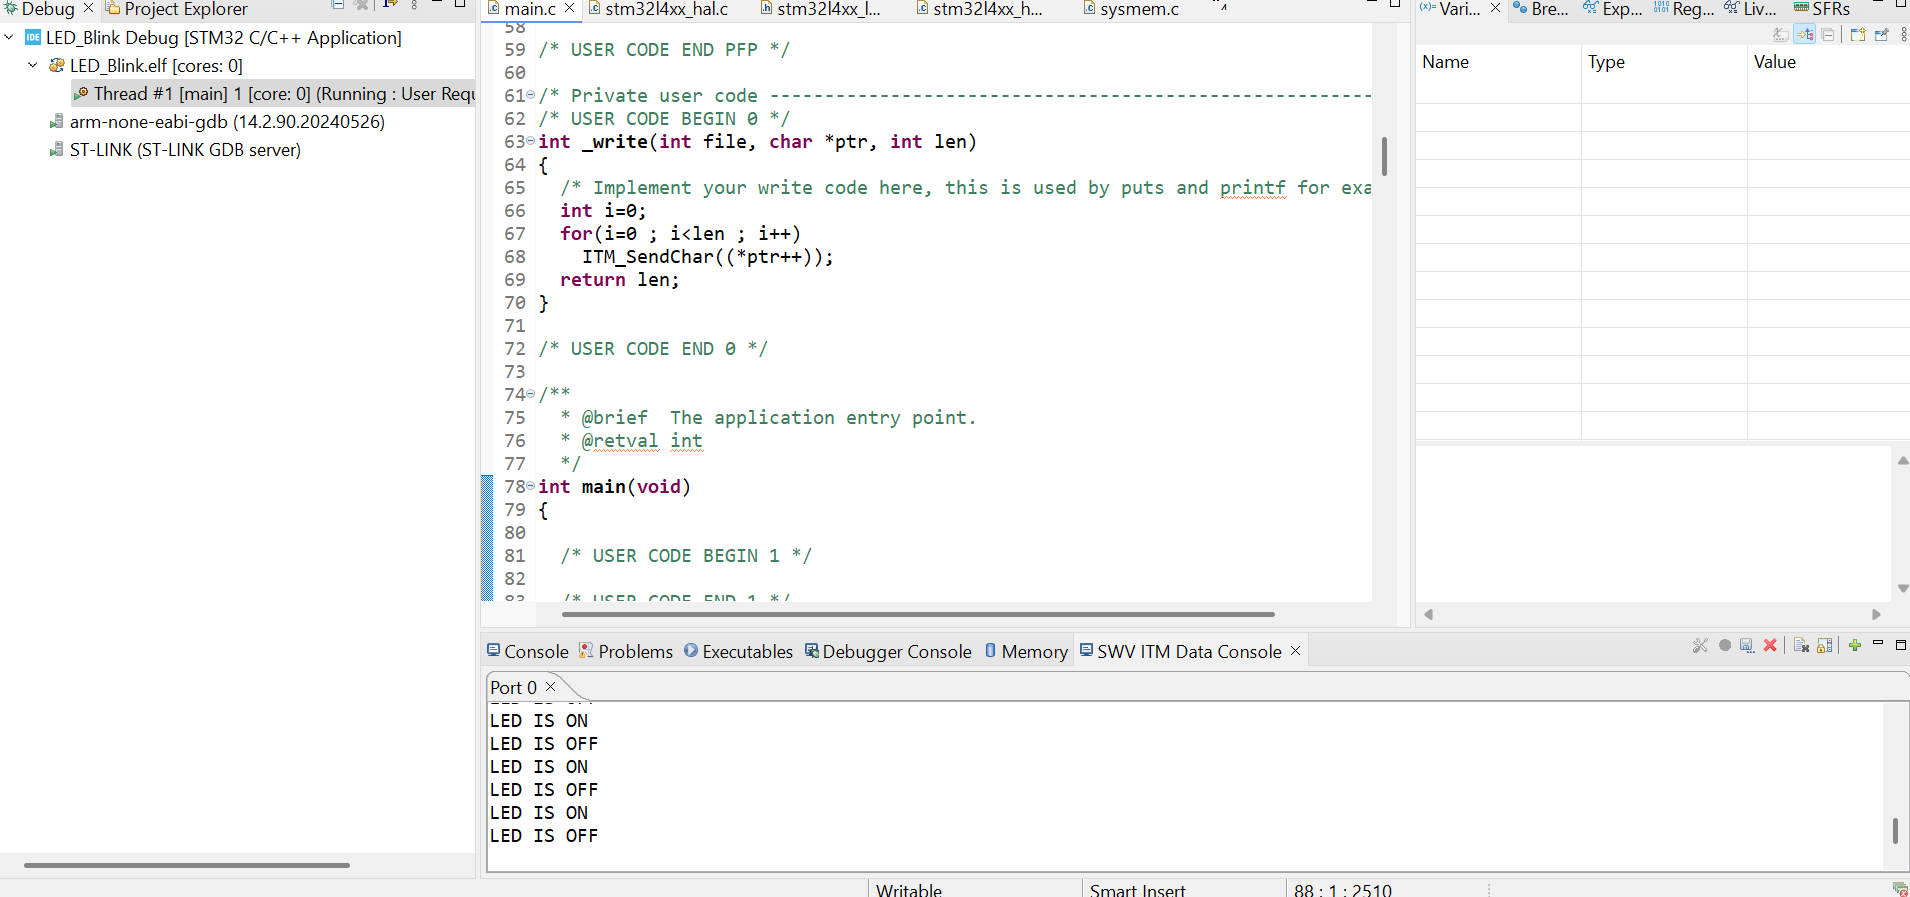 Debug
Project Explorer
LED_Blink Debug [STM32 C/C++ Application]
LED_Blink.elf [cores: 0]
Thread #1 [main] 1 [core: 0] (Running : User Requ
arm-none-eabi-gdb (14.2.90.20240526)
ST-LINK (ST-LINK GDB server)
main.c
stm32l4xx_hal.c
stm32l4xx_l...
stm32l4xx_h...
sysmem.c
58
59 /* USER CODE END PFP */
60
61 /* Private user code -------------------------------------------------------
62 /* USER CODE BEGIN 0 */
63 int _write(int file, char *ptr, int len)
64 {
65 /* Implement your write code here, this is used by puts and printf for exa
66 int i=0;
67 for(i=0 ; i<len ; i++)
68 ITM_SendChar((*ptr++));
69 return len;
70 }
71
72 /* USER CODE END 0 */
73
74 /**
75 * @brief  The application entry point.
76 * @retval int
77 */
78 int main(void)
79 {
80
81 /* USER CODE BEGIN 1 */
82
83 /* USER CODE END 1 */
(x)= Vari...
Bre...
Exp...
Reg...
Liv...
SFRs
Name Type Value
Console
Problems
Executables
Debugger Console
Memory
SWV ITM Data Console
Port 0
LED IS OFF
LED IS ON
LED IS OFF
LED IS ON
LED IS OFF
LED IS ON
LED IS OFF
Writable
Smart Insert
88 : 1 : 2510